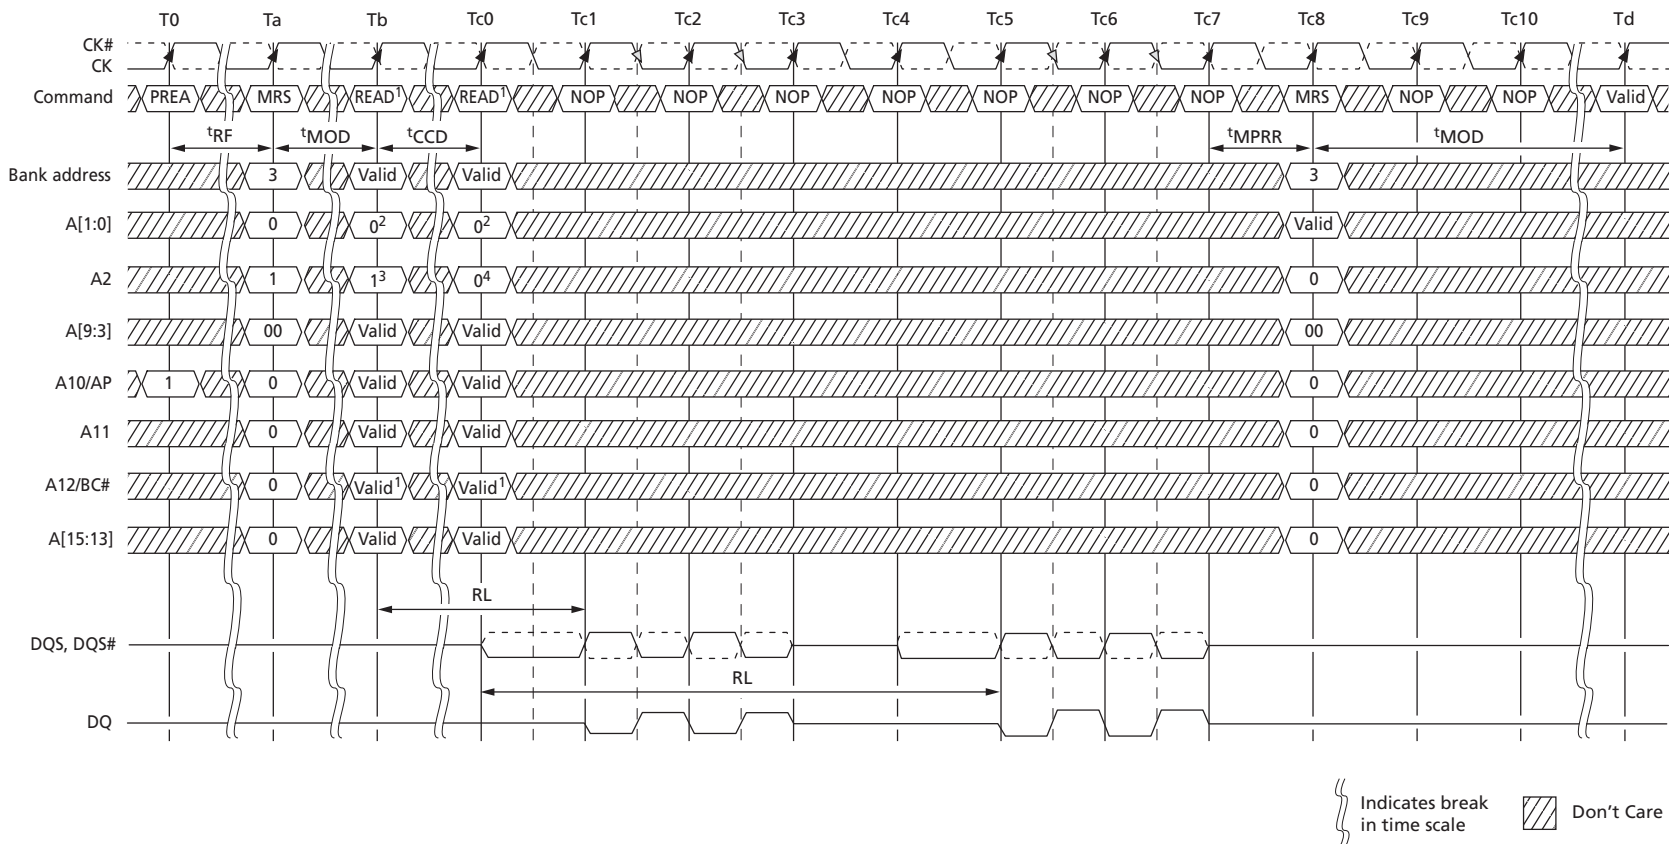 T0 Ta Tb Tc0 Tc1 Tc2 Tc3 Tc4 Tc5 Tc6 Tc7 Tc8 Tc9 Tc10 Td
CK#
CK
Command PREA MRS READ1 READ1 NOP NOP NOP NOP NOP NOP NOP MRS NOP NOP Valid
tRF tMOD tCCD tMPRR tMOD
Bank address 3 Valid Valid 3
A[1:0] 0² 0² Valid
A2 1 1³ 0⁴ 0
A[9:3] 00 Valid Valid 00
A10/AP 1 0 Valid Valid 0
A11 0 Valid Valid 0
A12/BC# 0 Valid1 Valid1 0
A[15:13] 0 Valid Valid 0
RL
DQS, DQS#
RL
DQ
Indicates break
in time scale
Don't Care